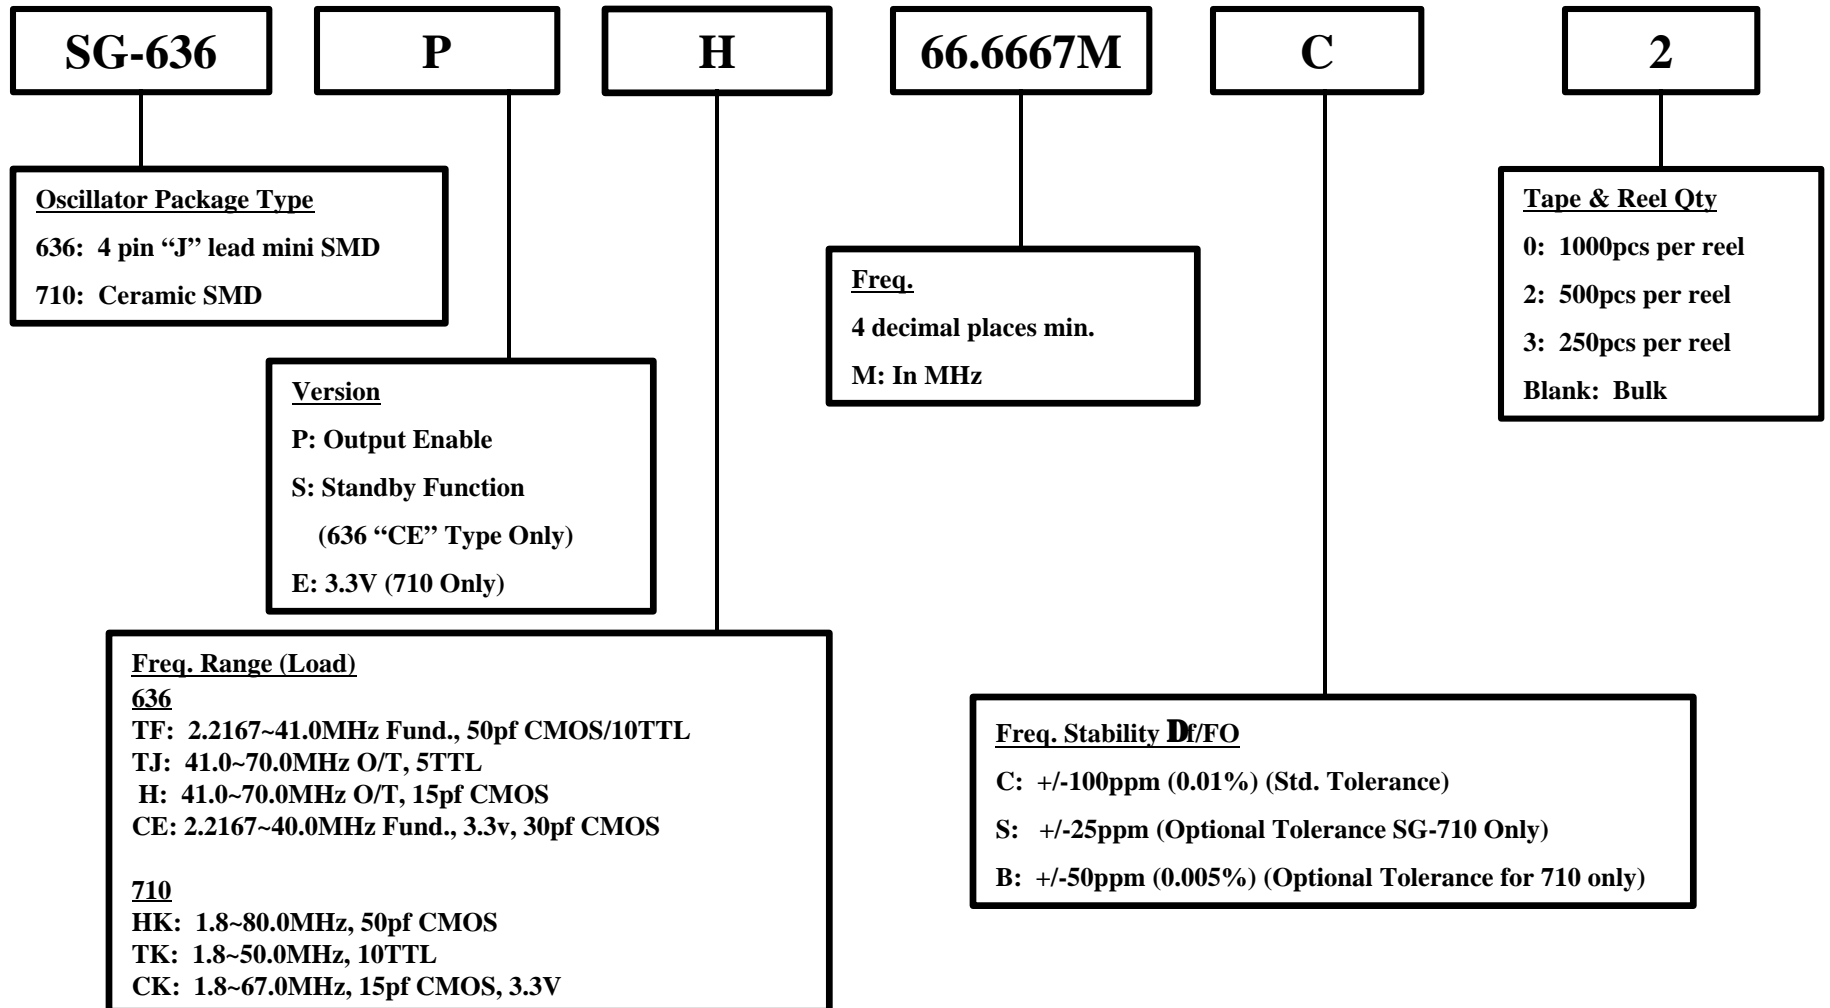 SG-636 P H 66.6667M C 2
Oscillator Package Type
636: 4 pin “J” lead mini SMD
710: Ceramic SMD
Version
P: Output Enable
S: Standby Function
(636 “CE” Type Only)
E: 3.3V (710 Only)
Freq. Range (Load)
636
TF: 2.2167~41.0MHz Fund., 50pf CMOS/10TTL
TJ: 41.0~70.0MHz O/T, 5TTL
H: 41.0~70.0MHz O/T, 15pf CMOS
CE: 2.2167~40.0MHz Fund., 3.3v, 30pf CMOS
710
HK: 1.8~80.0MHz, 50pf CMOS
TK: 1.8~50.0MHz, 10TTL
CK: 1.8~67.0MHz, 15pf CMOS, 3.3V
Freq.
4 decimal places min.
M: In MHz
Freq. Stability Df/FO
C: +/-100ppm (0.01%) (Std. Tolerance)
S: +/-25ppm (Optional Tolerance SG-710 Only)
B: +/-50ppm (0.005%) (Optional Tolerance for 710 only)
Tape & Reel Qty
0: 1000pcs per reel
2: 500pcs per reel
3: 250pcs per reel
Blank: Bulk